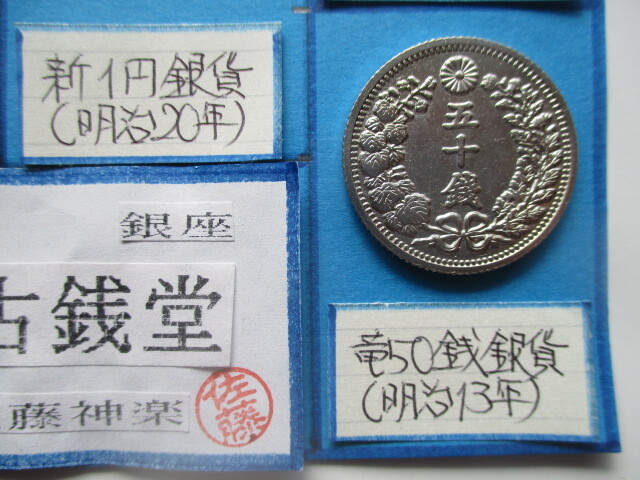 新1円銀貨
(明治20年)
銀座
古銭堂
藤神楽
佐藤
五十銭
竜50銭銀貨
(明治13年)